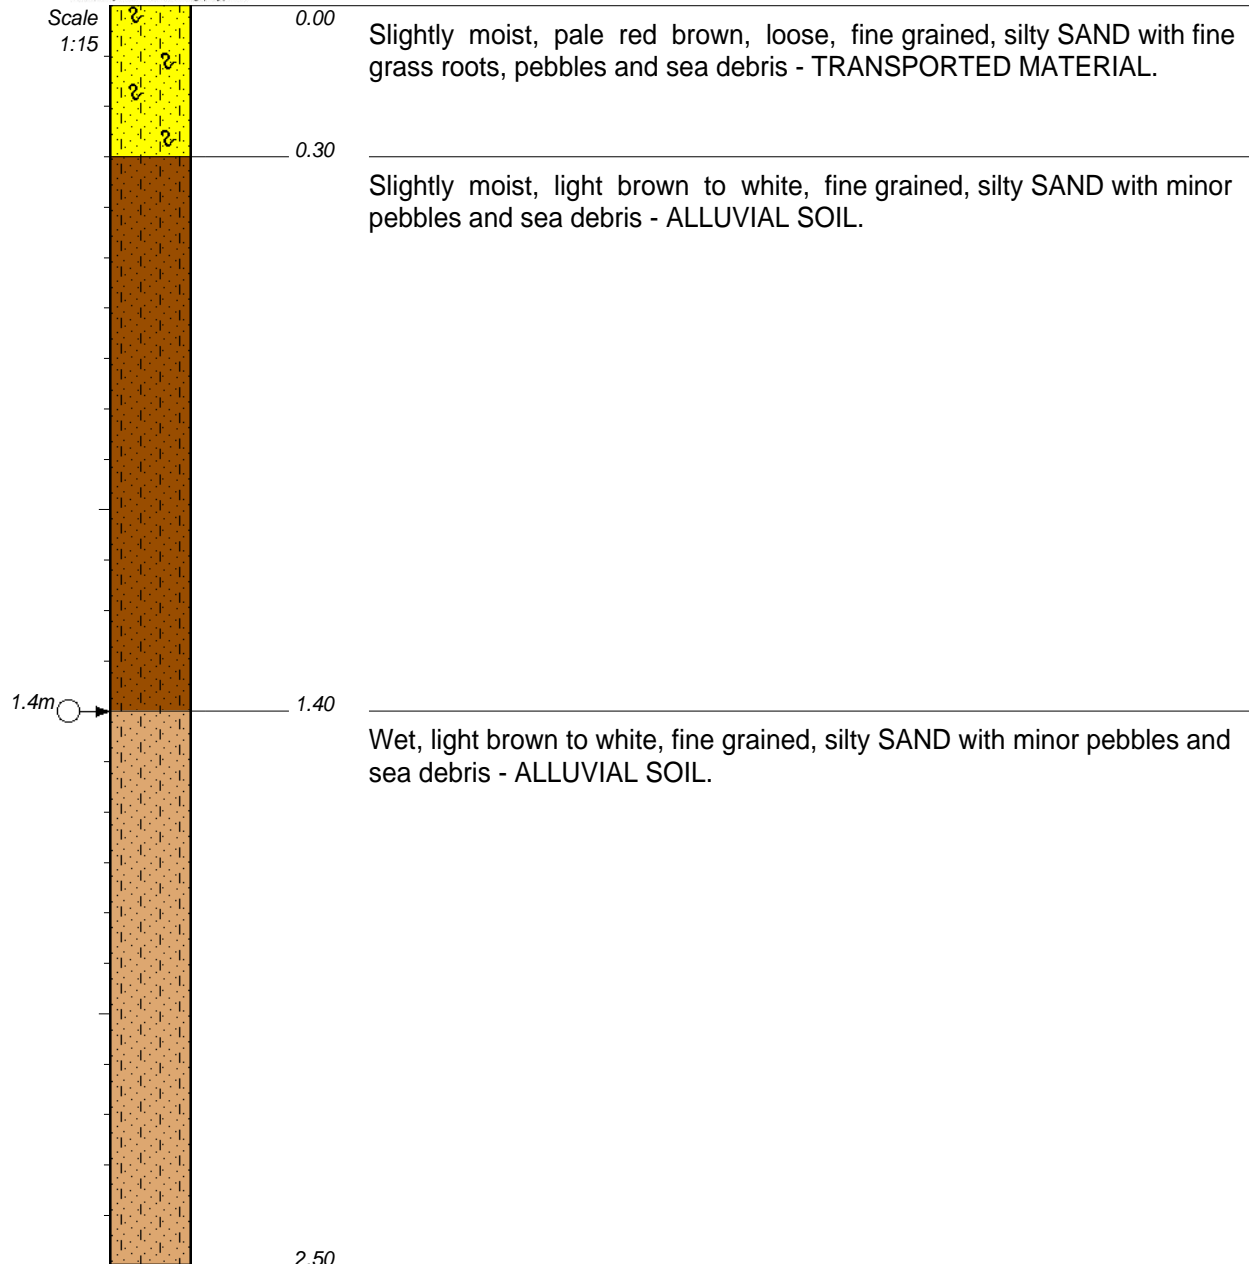 Scale
1:15
0.00
Slightly moist, pale red brown, loose, fine grained, silty SAND with fine
grass roots, pebbles and sea debris - TRANSPORTED MATERIAL.
0.30
Slightly moist, light brown to white, fine grained, silty SAND with minor
pebbles and sea debris - ALLUVIAL SOIL.
1.4m
1.40
Wet, light brown to white, fine grained, silty SAND with minor pebbles and
sea debris - ALLUVIAL SOIL.
2.50